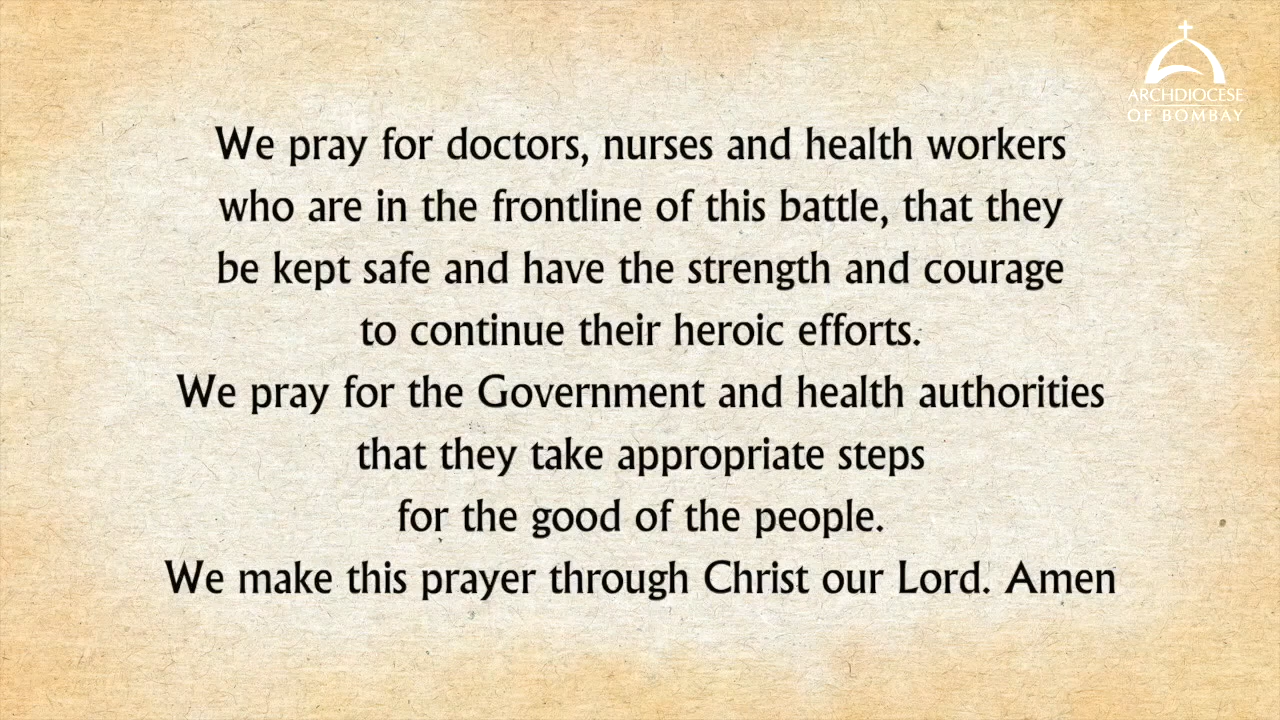 ARCHDIOCESE
OF BOMBAY
We pray for doctors, nurses and health workers
who are in the frontline of this battle, that they
be kept safe and have the strength and courage
to continue their heroic efforts.
We pray for the Government and health authorities
that they take appropriate steps
for the good of the people.
We make this prayer through Christ our Lord. Amen